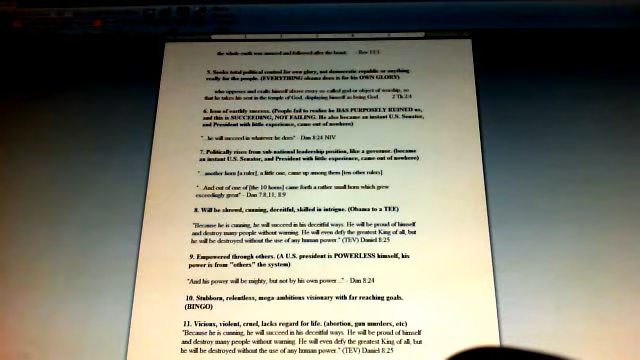 the whole earth was amazed and followed after the beast. - Rev 13:3
5. Seeks total political control for own glory, not democratic republic or anything
really for the people. (EVERYTHING obama does is for his OWN GLORY)
who opposes and exalts himself above every so-called god or object of worship, so
that he takes his seat in the temple of God, displaying himself as being God. 2 Th 2:4
6. Icon of earthly success. (People fail to realize he HAS PURPOSELY RUINED us,
and this is SUCCEEDING, NOT FAILING. He also became an instant U.S. Senator,
and President with little experience, came out of nowhere)
"...he will succeed in whatever he does" - Dan 8:24 NIV
7. Politically rises from sub-national leadership position, like a governor. (became
an instant U.S. Senator, and President with little experience, came out of nowhere)
"...another horn [a ruler], a little one, came up among them [ten other rulers]
"...And out of one of [the 10 horns] came forth a rather small horn which grew
exceedingly great" - Dan 7:8,11; 8:9
8. Will be shrewd, cunning, deceitful, skilled in intrigue. (Obama to a TEE)
"Because he is cunning, he will succeed in his deceitful ways. He will be proud of himself
and destroy many people without warning. He will even defy the greatest King of all, but
he will be destroyed without the use of any human power." (TEV) Daniel 8:25
9. Empowered through others. (A U.S. president is POWERLESS himself, his
power is from "others" the system)
"And his power will be mighty, but not by his own power..." - Dan 8:24
10. Stubborn, relentless, mega ambitious visionary with far reaching goals.
(BINGO)
11. Vicious, violent, cruel, lacks regard for life. (abortion, gun murders, etc)
"Because he is cunning, he will succeed in his deceitful ways. He will be proud of himself
and destroy many people without warning. He will even defy the greatest King of all, but
he will be destroyed without the use of any human power." (TEV) Daniel 8:25